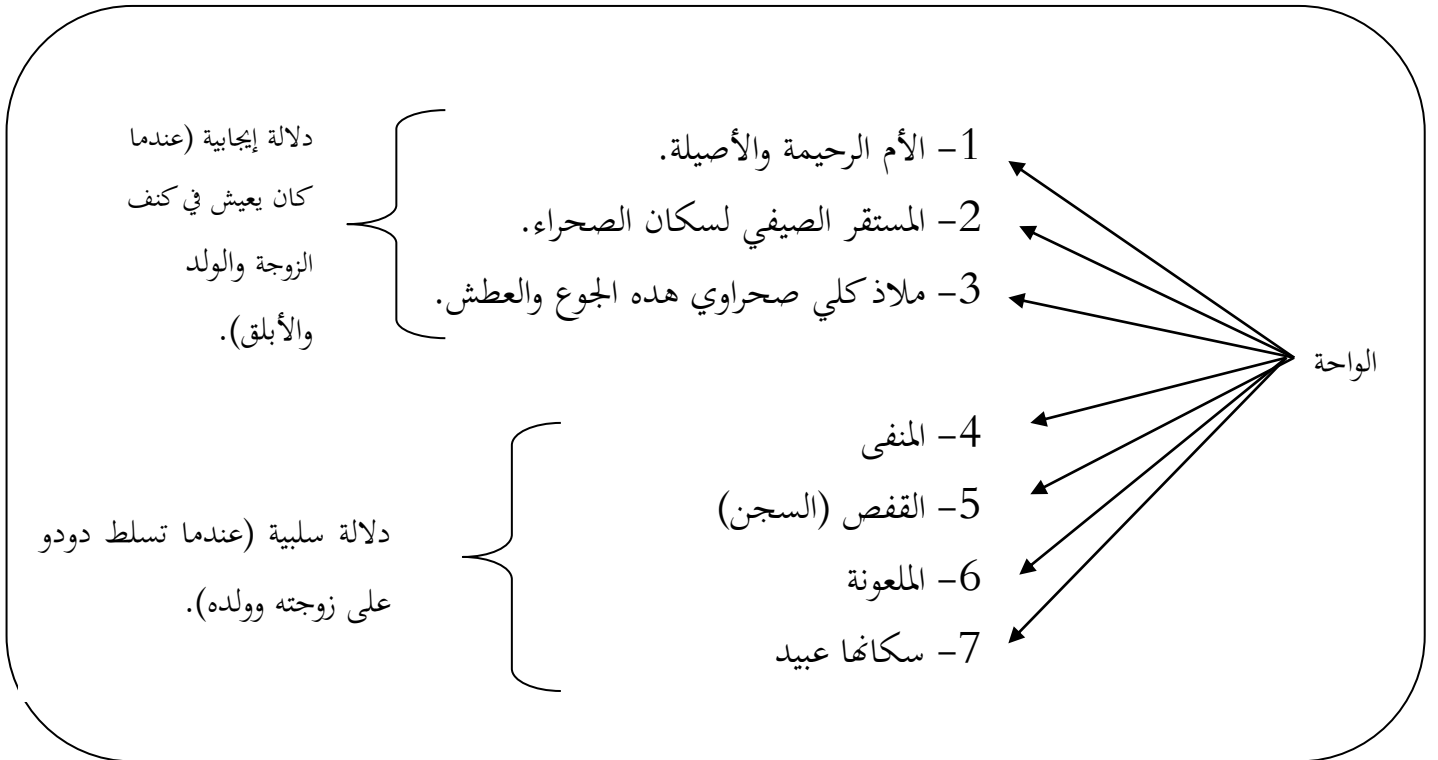 الواحة
1- الأم الرحيمة والأصيلة.
2- المستقر الصيفي لسكان الصحراء.
3- ملاذ كلي صحراوي هده الجوع والعطش.
دلالة إيجابية (عندما
كان يعيش في كنف
الزوجة والولد
والأبلق).
4- المنفى
5- القفص (السجن)
6- الملعونة
7- سكانها عبيد
دلالة سلبية (عندما تسلط دودو
على زوجته وولده).